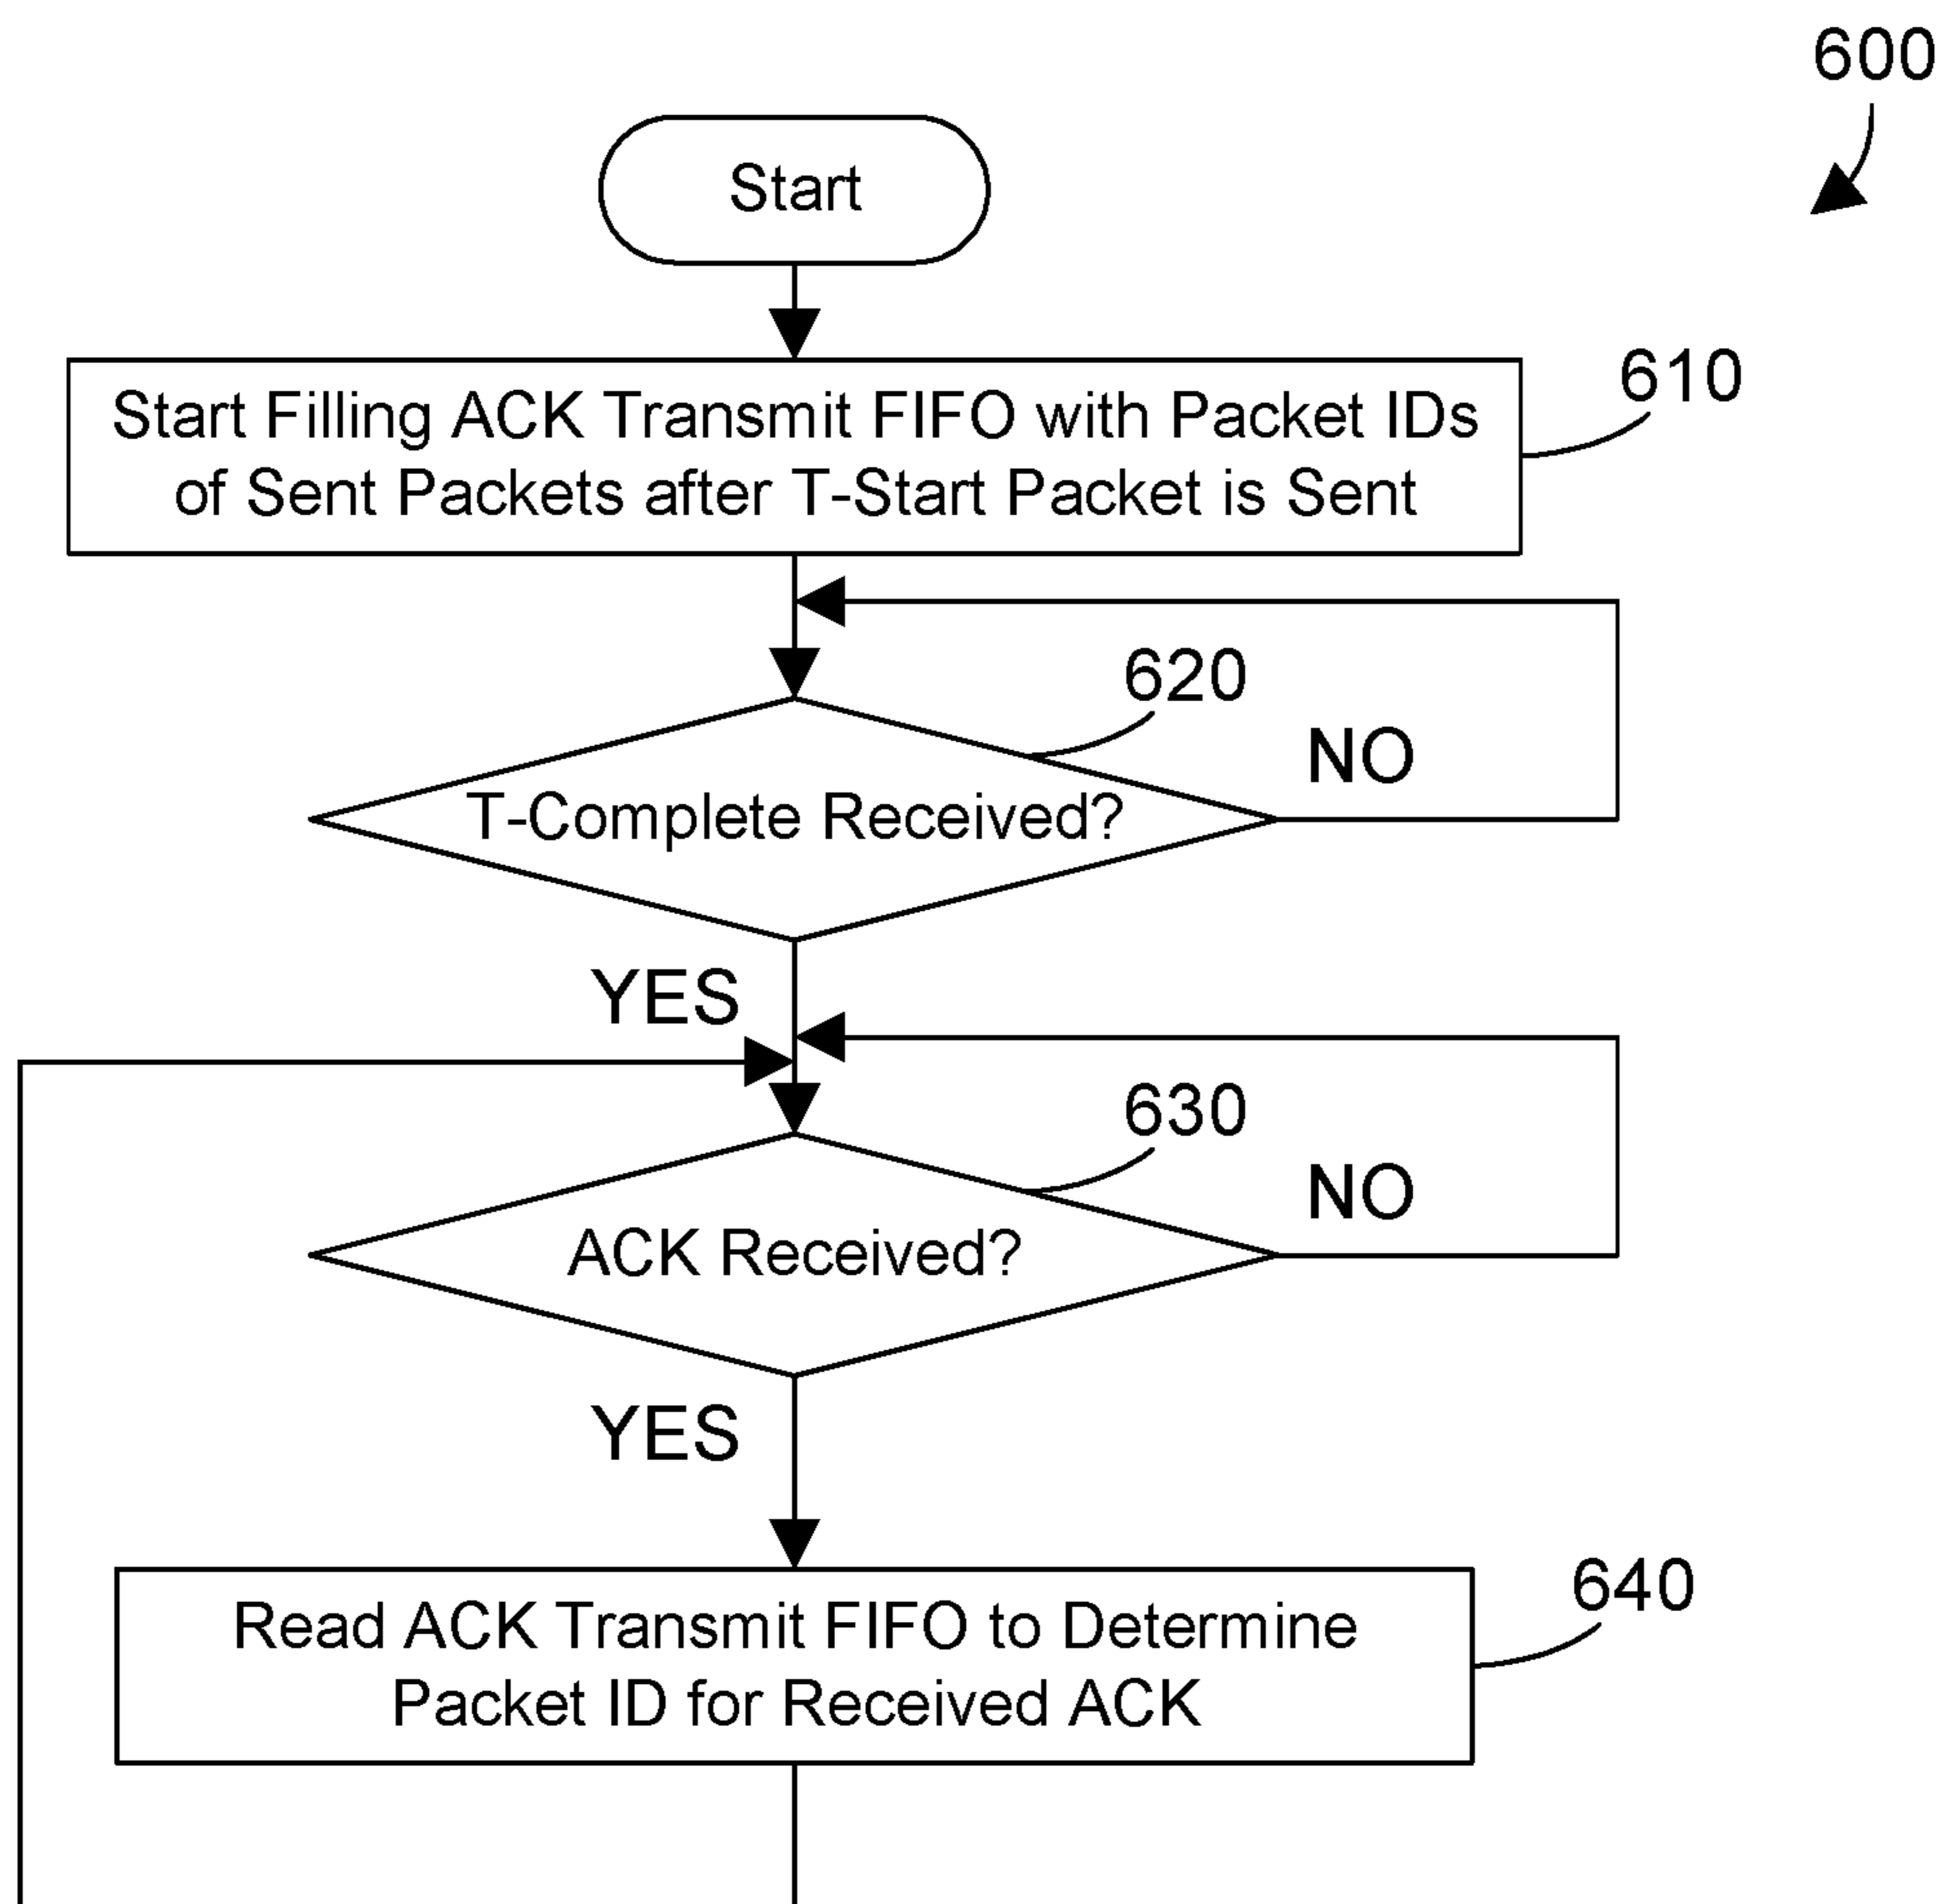 600
Start
610
Start Filling ACK Transmit FIFO with Packet IDs
of Sent Packets after T-Start Packet is Sent
620
NO
T-Complete Received?
YES
630
NO
ACK Received?
YES
640
Read ACK Transmit FIFO to Determine
Packet ID for Received ACK